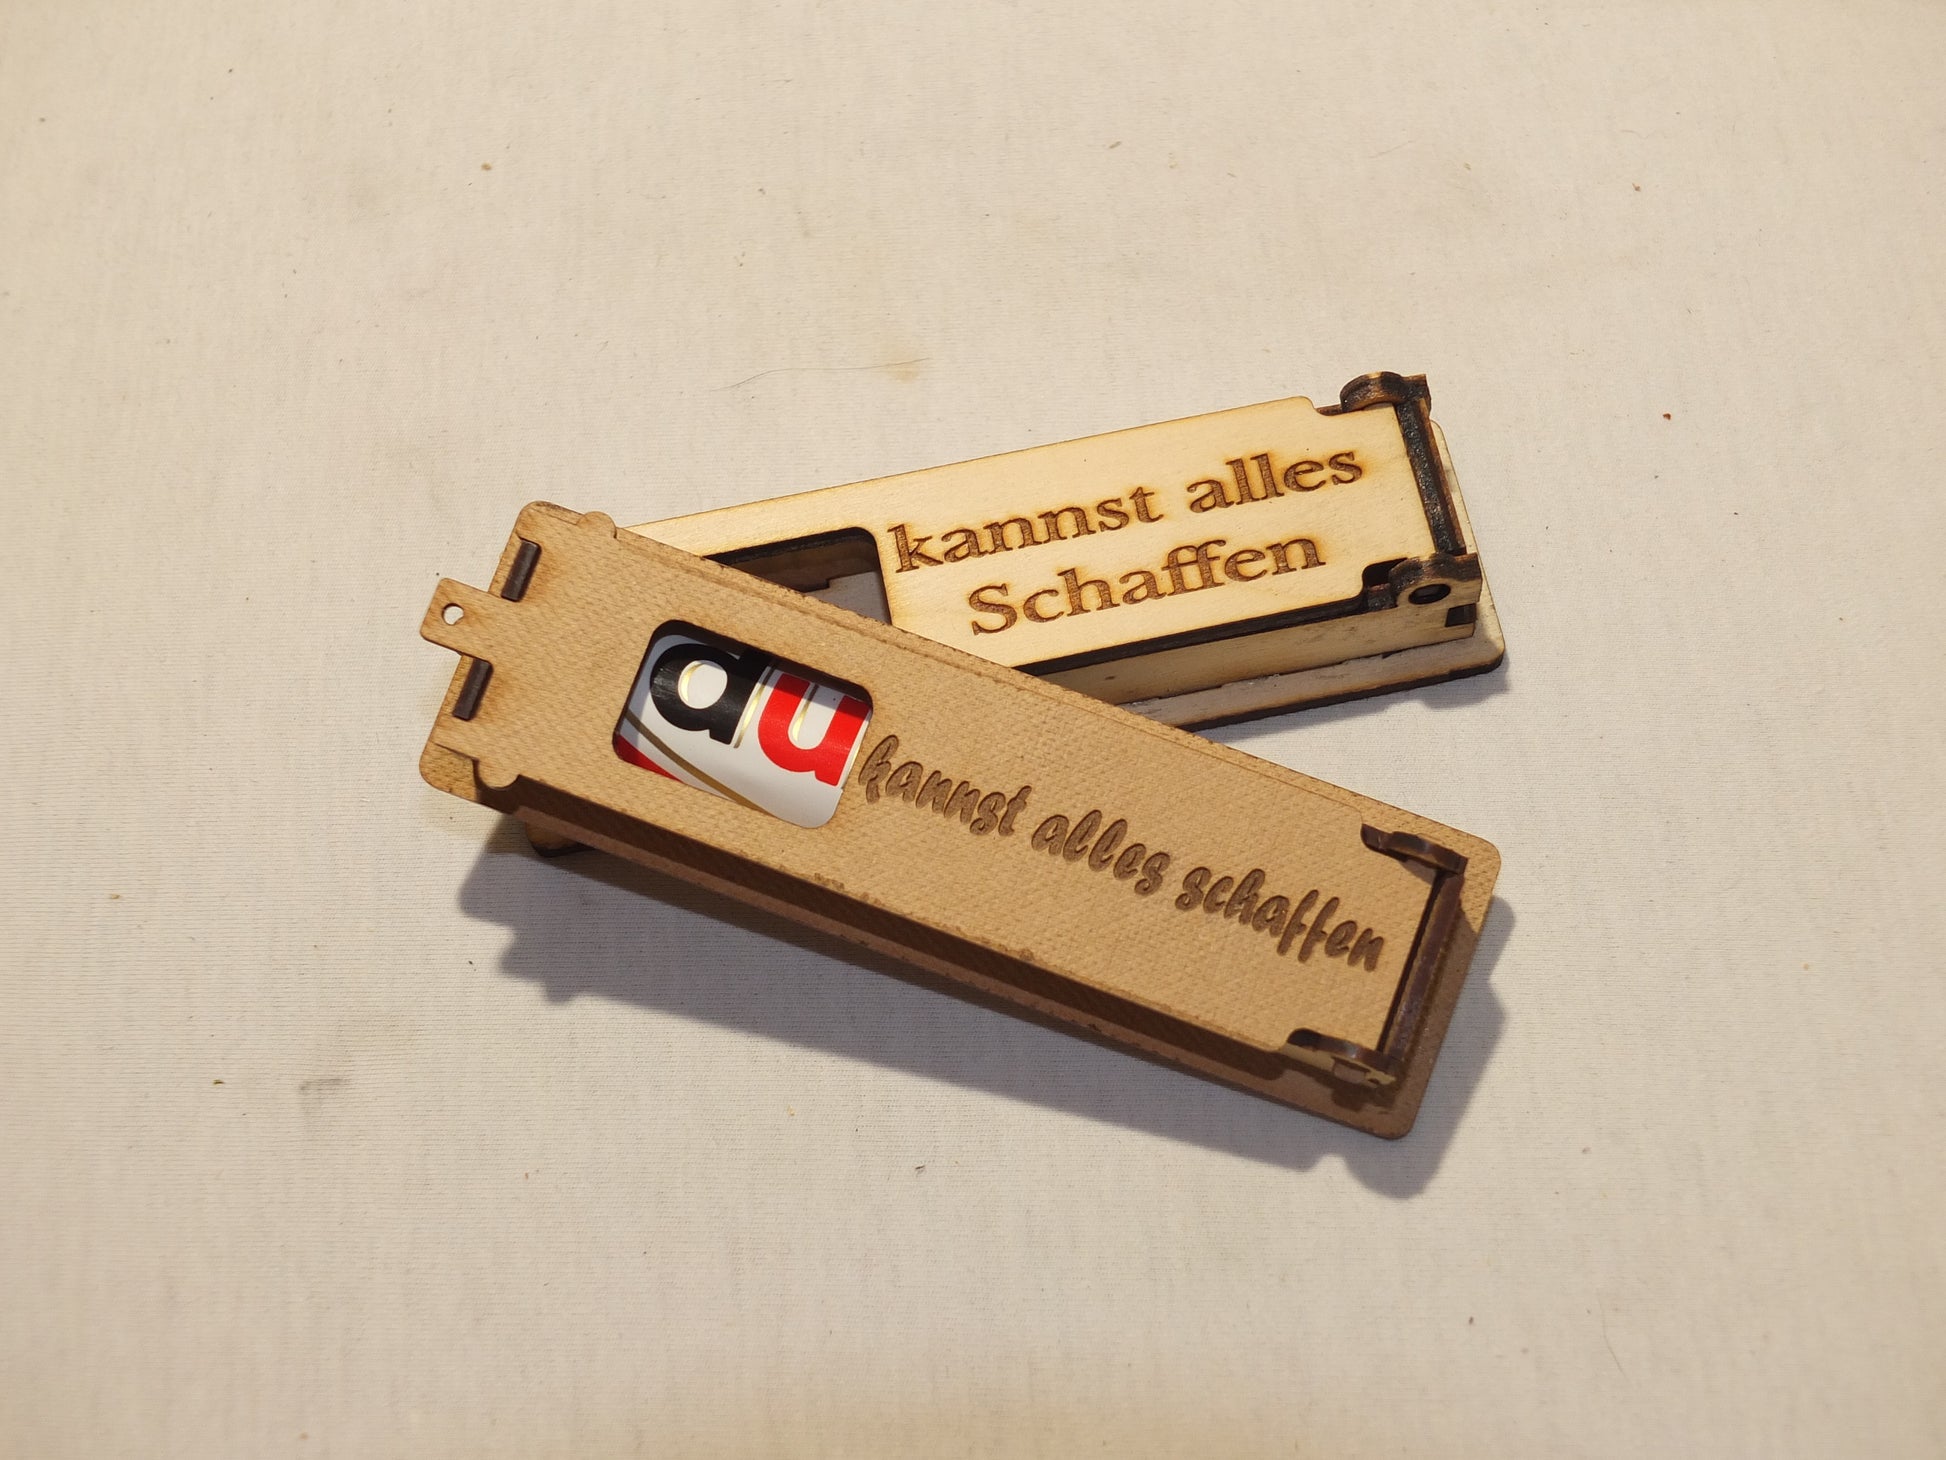 kannst alles
Schaffen
du kannst alles schaffen